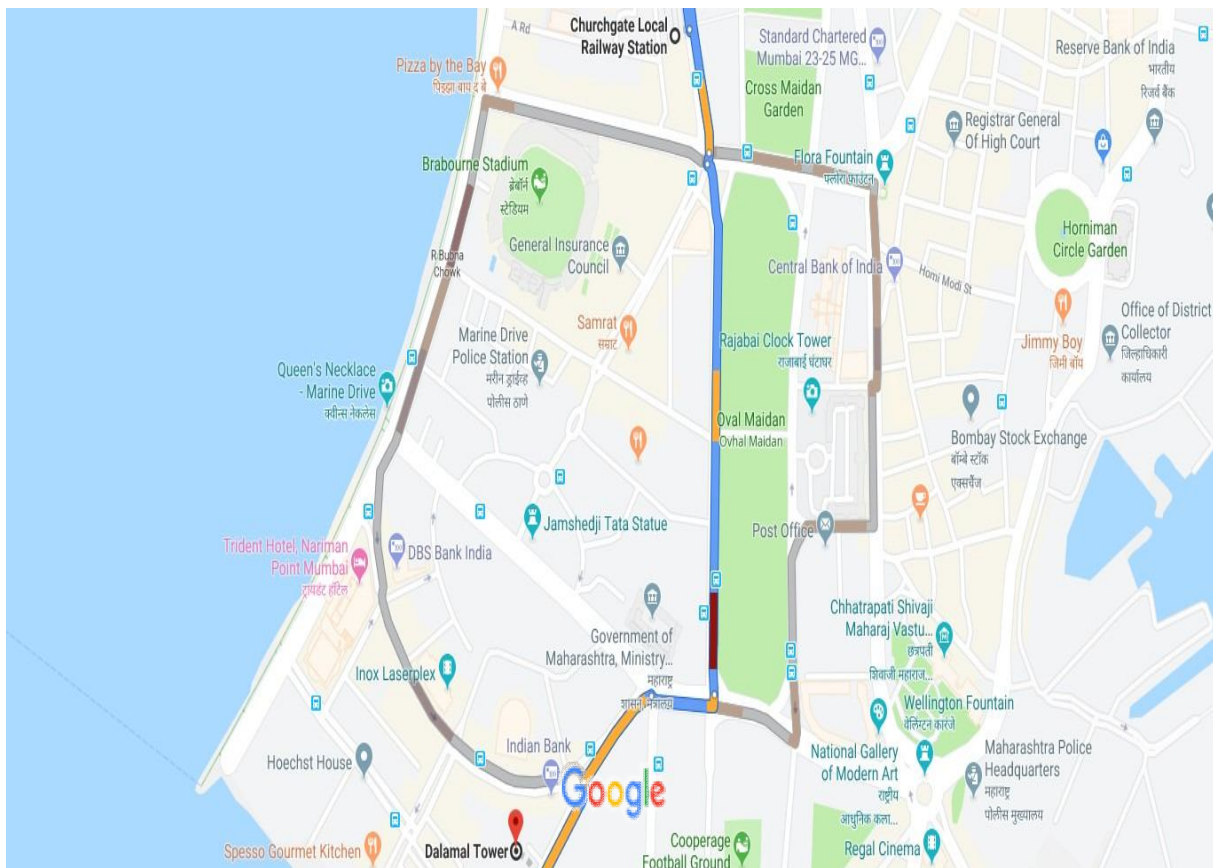 A Rd
Churchgate Local
Railway Station
Standard Chartered
Mumbai 23-25 MG...
Reserve Bank of India
भारतीय
रिजर्व बैंक
Pizza by the Bay
पिझ्झा बाय द बे
Cross Maidan
Garden
Registrar General
Of High Court
Brabourne Stadium
ब्रेबॉर्न
स्टेडियम
Flora Fountain
फ्लोरा फाउंटन
Horniman
Circle Garden
General Insurance
Council
R Bubna
Chowk
Central Bank of India
Homi Modi St
Samrat
सम्राट
Office of District
Collector
जिल्हाधिकारी
कार्यालय
Jimmy Boy
जिमी बॉय
Marine Drive
Police Station
मरीन ड्राईव्ह
पोलीस ठाणे
Rajabai Clock Tower
राजाबाई घंटाघर
Queen's Necklace
- Marine Drive
क्वीन्स नेकलेस
Oval Maidan
Ovhal Maidan
Bombay Stock Exchange
बॉम्बे स्टॉक
एक्सचेंज
Jamshedji Tata Statue
Post Office
Trident Hotel, Nariman
Point Mumbai
ट्रायडंट हॉटेल
DBS Bank India
Government of
Maharashtra, Ministry...
महाराष्ट्र
शासन, मंत्रालय
Chhatrapati Shivaji
Maharaj Vastu...
छत्रपती
शिवाजी महाराज...
Inox Laserplex
Wellington Fountain
वेलिंग्टन कारंजे
Hoechst House
Indian Bank
National Gallery
of Modern Art
राष्ट्रीय
आधुनिक कला...
Maharashtra Police
Headquarters
महाराष्ट्र
पोलीस मुख्यालय
Google
Spesso Gourmet Kitchen
Dalamal Tower
Cooperage
Football Ground
Regal Cinema